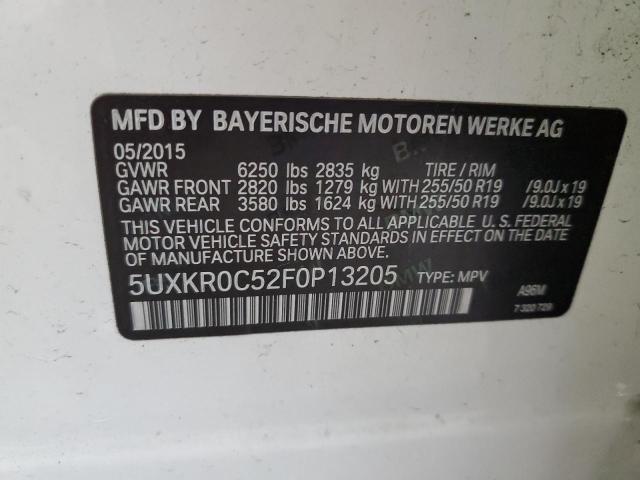 MFD BY BAYERISCHE MOTOREN WERKE AG
05/2015
GVWR 6250 lbs 2835 kg TIRE / RIM
GAWR FRONT 2820 lbs 1279 kg WITH 255/50 R19 /9.0J x 19
GAWR REAR 3580 lbs 1624 kg WITH 255/50 R19 /9.0J x 19
THIS VEHICLE CONFORMS TO ALL APPLICABLE U. S. FEDERAL
MOTOR VEHICLE SAFETY STANDARDS IN EFFECT ON THE DATE
OF MANUFACTURE SHOWN ABOVE.
5UXKR0C52F0P13205 TYPE: MPV A96M
7 320 729